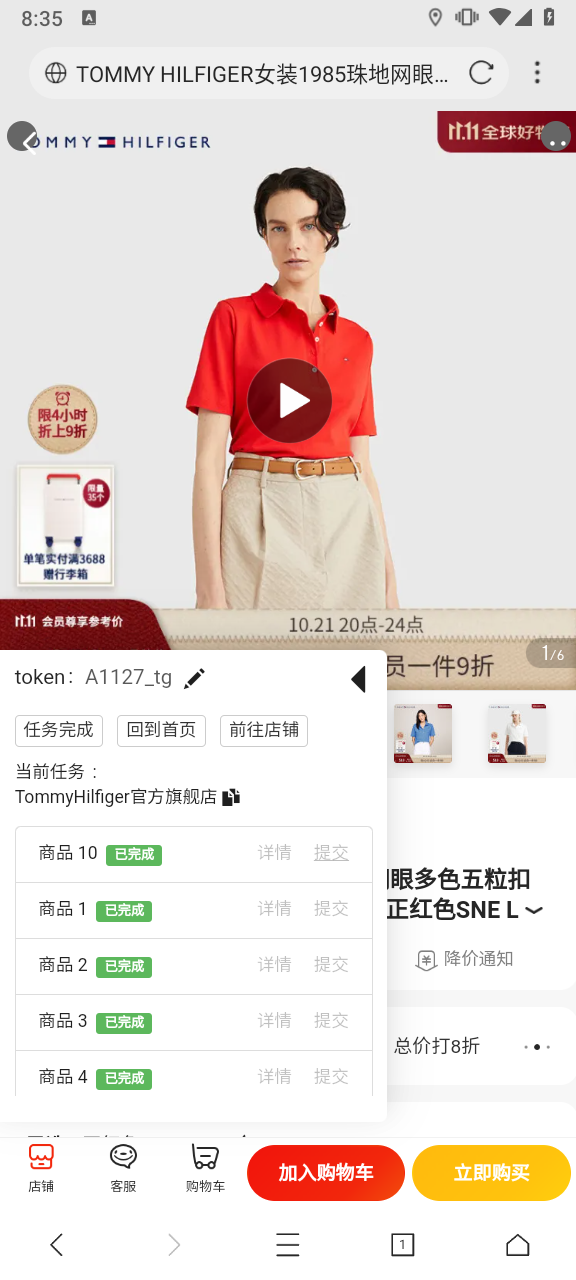 8:35
A
TOMMY HILFIGER女装1985珠地网眼...
OMMY HILFIGER
11.11全球好物
限4小时
折上9折
限量
35个
单笔实付满3688
赠行李箱
11.11 会员尊享参考价
10.21 20点-24点
员一件9折
1/6
token: A1127_tg
任务完成
回到首页
前往店铺
当前任务 :
TommyHilfiger官方旗舰店
商品 10 已完成 详情 提交
商品 1 已完成 详情 提交
商品 2 已完成 详情 提交
商品 3 已完成 详情 提交
商品 4 已完成 详情 提交
眼多色五粒扣
正红色SNE L
降价通知
总价打8折
店铺
客服
购物车
加入购物车
立即购买
1